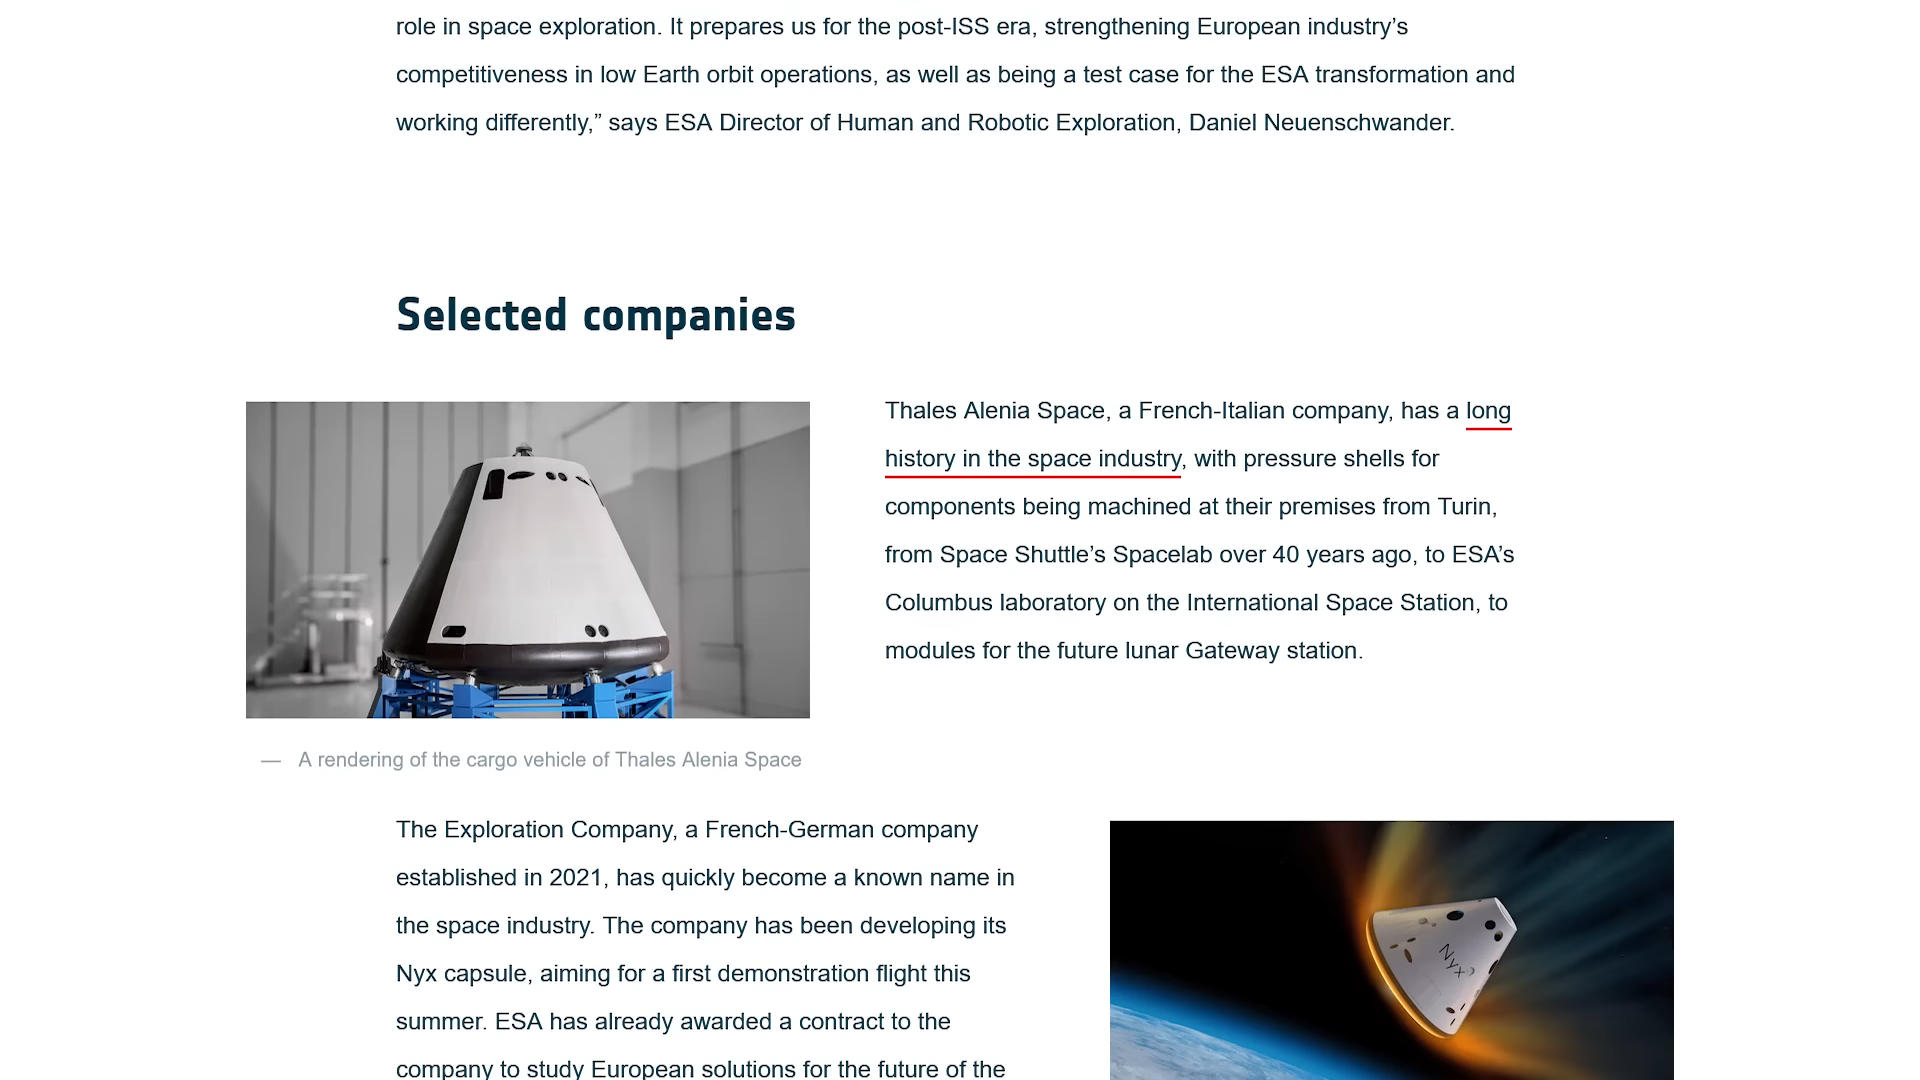 role in space exploration. It prepares us for the post-ISS era, strengthening European industry’s
competitiveness in low Earth orbit operations, as well as being a test case for the ESA transformation and
working differently,” says ESA Director of Human and Robotic Exploration, Daniel Neuenschwander.
Selected companies
Thales Alenia Space, a French-Italian company, has a long
history in the space industry, with pressure shells for
components being machined at their premises from Turin,
from Space Shuttle’s Spacelab over 40 years ago, to ESA’s
Columbus laboratory on the International Space Station, to
modules for the future lunar Gateway station.
— A rendering of the cargo vehicle of Thales Alenia Space
The Exploration Company, a French-German company
established in 2021, has quickly become a known name in
the space industry. The company has been developing its
Nyx capsule, aiming for a first demonstration flight this
summer. ESA has already awarded a contract to the
company to study European solutions for the future of the
Nyx